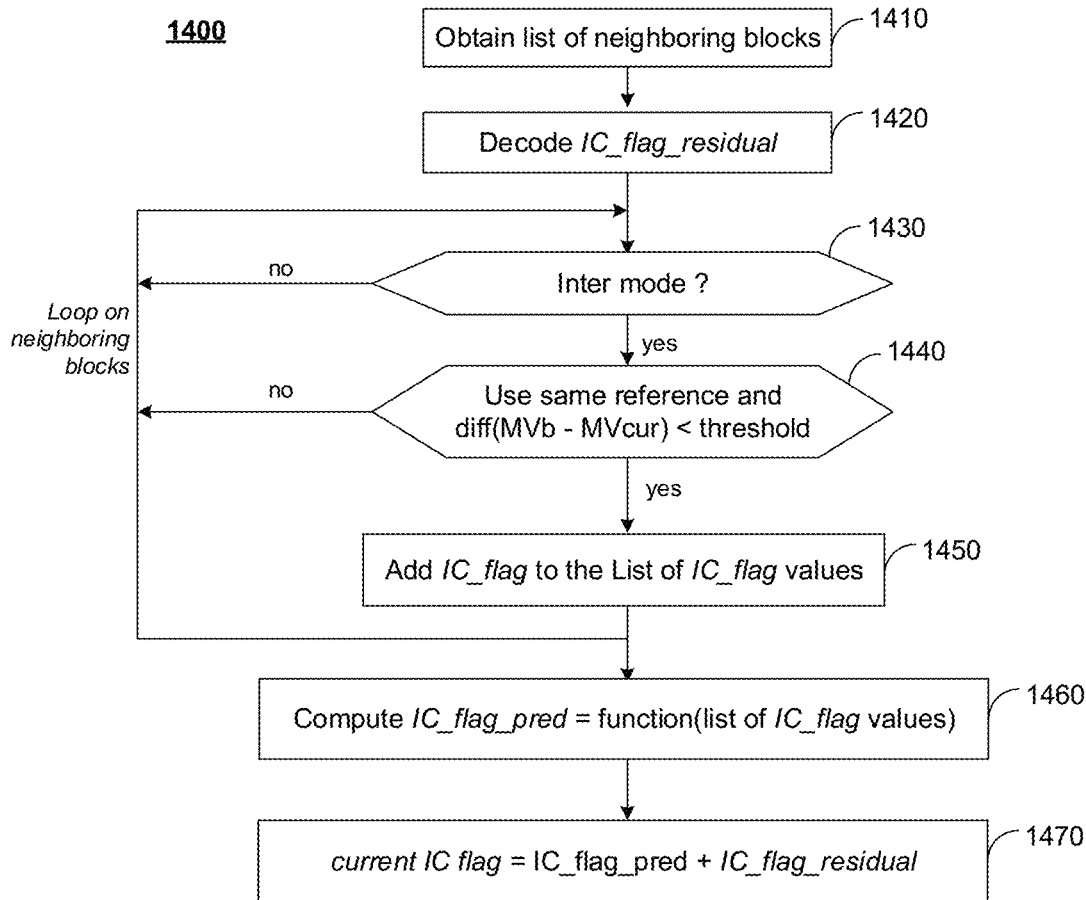 1400
Obtain list of neighboring blocks
1410
Decode IC_flag_residual
1420
Inter mode ?
1430
no
yes
Loop on
neighboring
blocks
Use same reference and
diff(MVb - MVcur) < threshold
1440
no
yes
Add IC_flag to the List of IC_flag values
1450
Compute IC_flag_pred = function(list of IC_flag values)
1460
current IC flag = IC_flag_pred + IC_flag_residual
1470